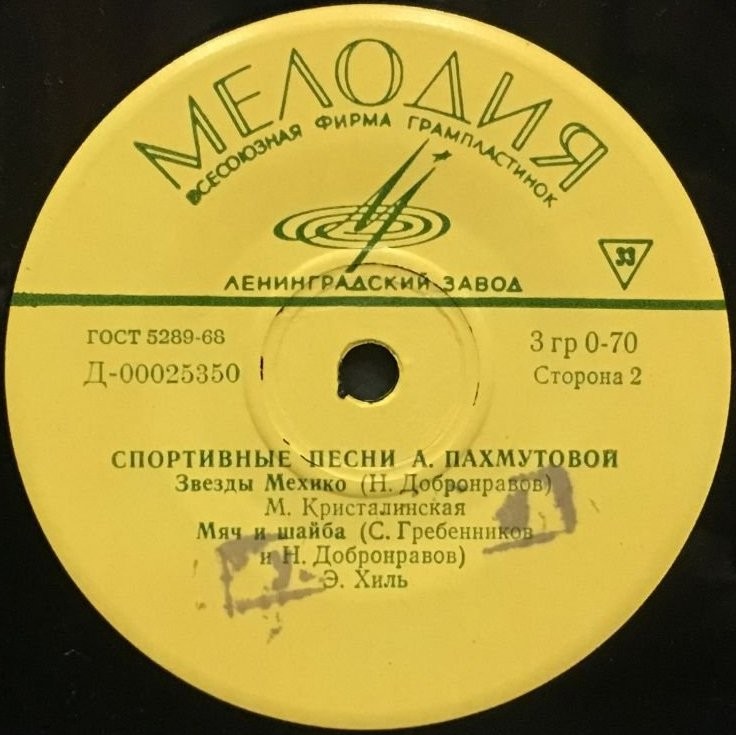 МЕЛОДИЯ
ВСЕСОЮЗНАЯ ФИРМА ГРАМПЛАСТИНОК
ЛЕНИНГРАДСКИЙ ЗАВОД
33
ГОСТ 5289-68
3 гр 0-70
Д-00025350
Сторона 2
СПОРТИВНЫЕ ПЕСНИ А. ПАХМУТОВОЙ
Звезды Мехико (Н. Добронравов)
М. Кристалинская
Мяч и шайба (С. Гребенников
и Н. Добронравов)
Э. Хиль